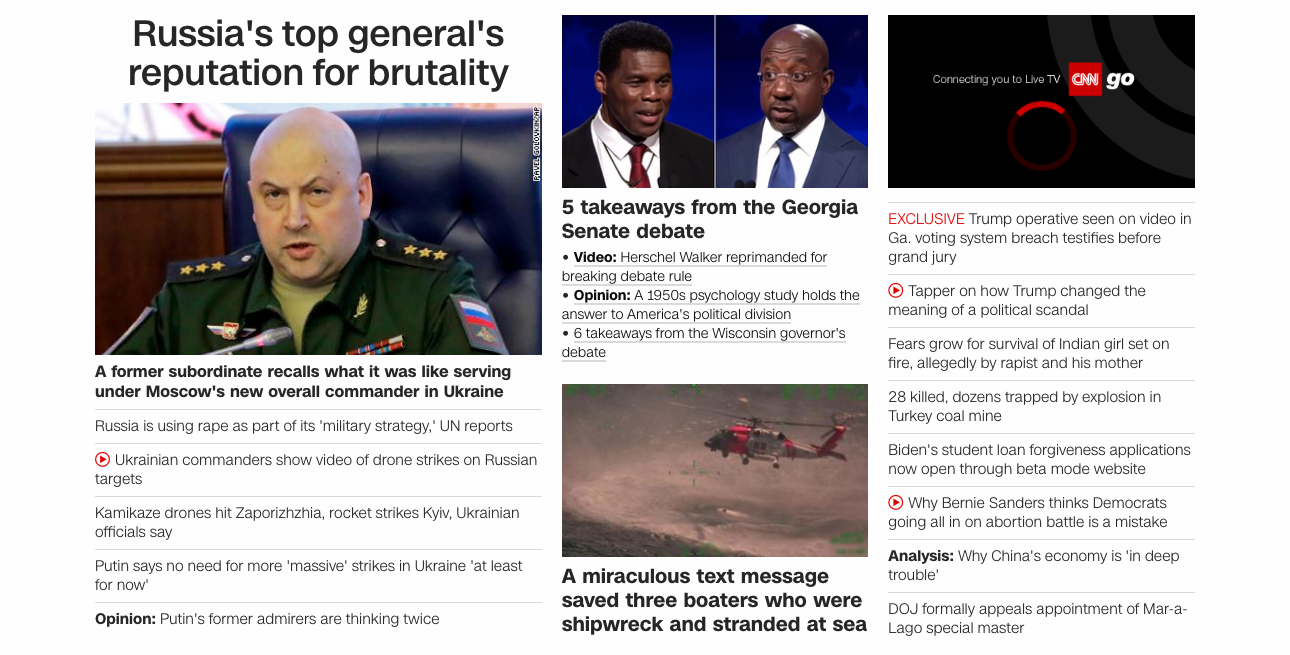 Russia's top general's
reputation for brutality
PAVEL GOLOVKIN/AP
A former subordinate recalls what it was like serving
under Moscow's new overall commander in Ukraine
Russia is using rape as part of its 'military strategy,' UN reports
Ukrainian commanders show video of drone strikes on Russian
targets
Kamikaze drones hit Zaporizhzhia, rocket strikes Kyiv, Ukrainian
officials say
Putin says no need for more 'massive' strikes in Ukraine 'at least
for now'
Opinion: Putin's former admirers are thinking twice
5 takeaways from the Georgia
Senate debate
• Video: Herschel Walker reprimanded for
breaking debate rule
• Opinion: A 1950s psychology study holds the
answer to America's political division
• 6 takeaways from the Wisconsin governor's
debate
A miraculous text message
saved three boaters who were
shipwreck and stranded at sea
Connecting you to Live TV CNN go
EXCLUSIVE Trump operative seen on video in
Ga. voting system breach testifies before
grand jury
Tapper on how Trump changed the
meaning of a political scandal
Fears grow for survival of Indian girl set on
fire, allegedly by rapist and his mother
28 killed, dozens trapped by explosion in
Turkey coal mine
Biden's student loan forgiveness applications
now open through beta mode website
Why Bernie Sanders thinks Democrats
going all in on abortion battle is a mistake
Analysis: Why China's economy is 'in deep
trouble'
DOJ formally appeals appointment of Mar-a-
Lago special master